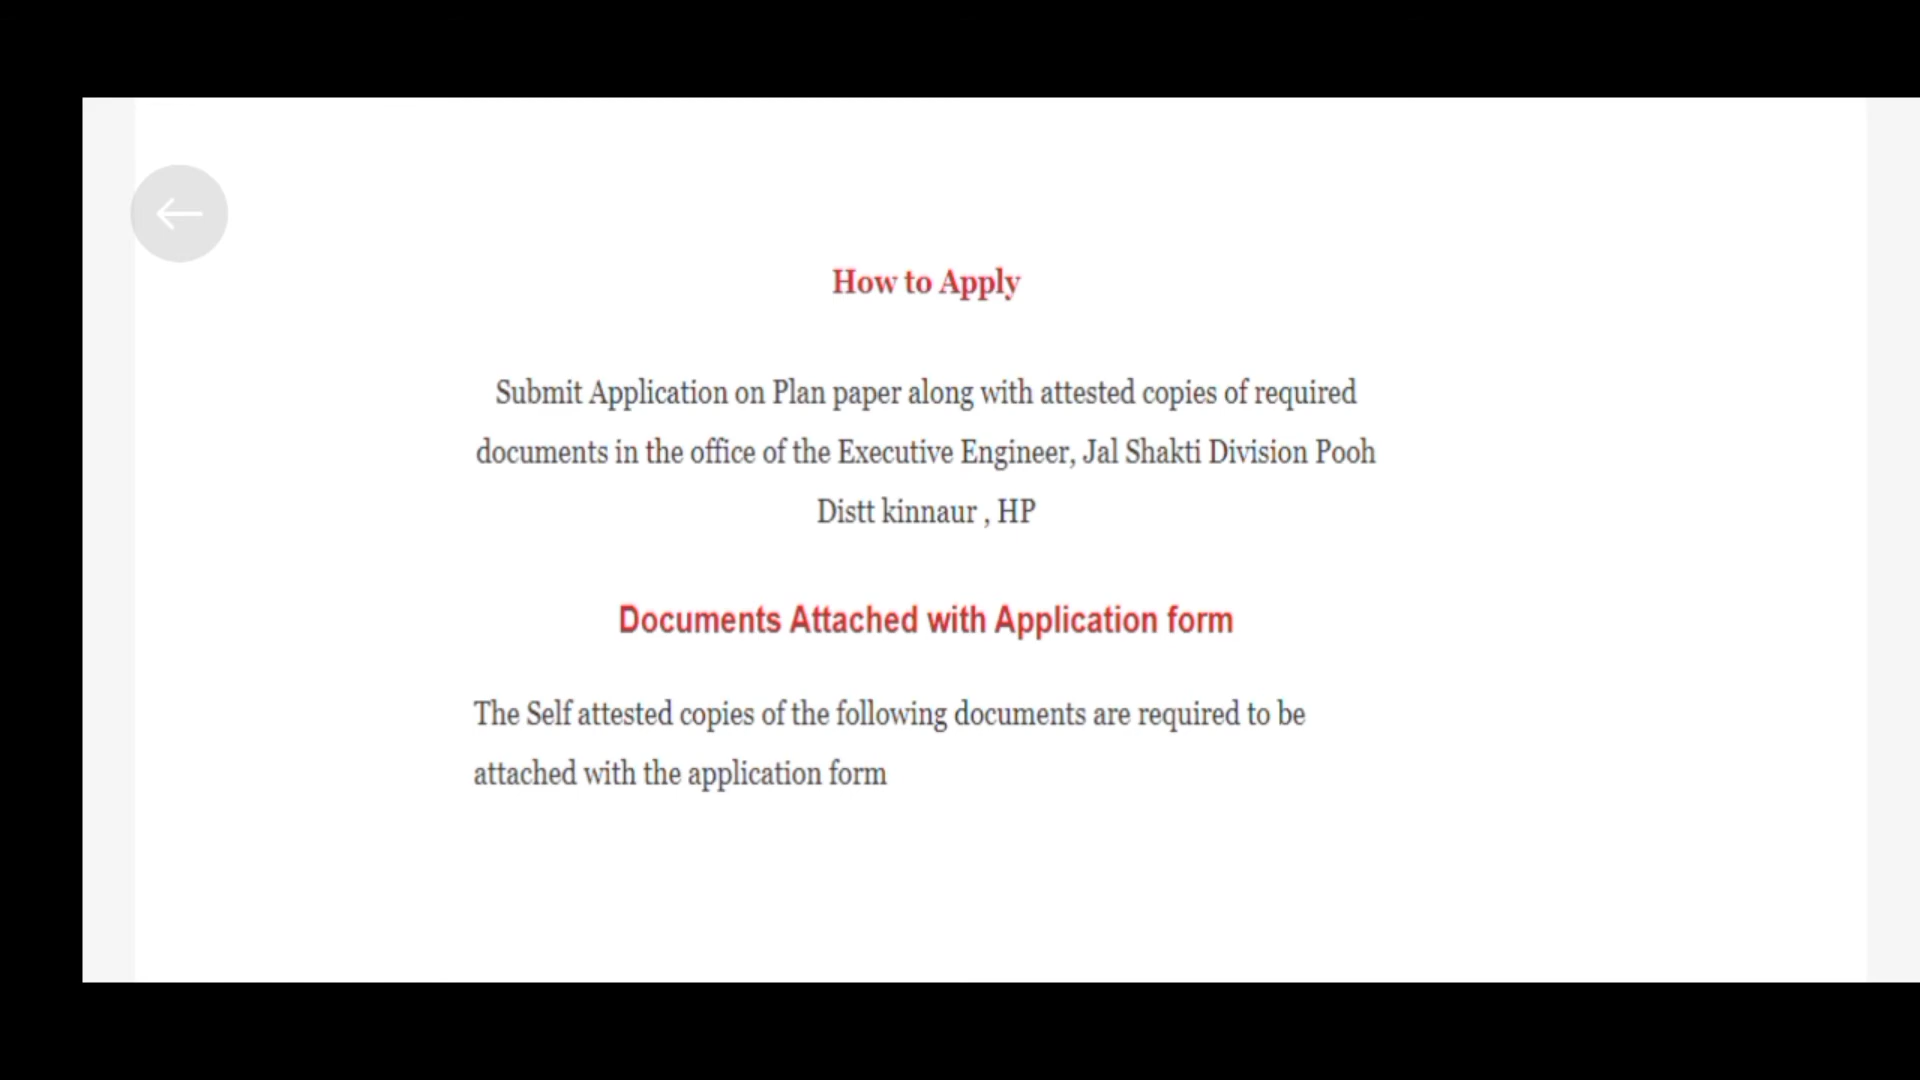 How to Apply
Submit Application on Plan paper along with attested copies of required
documents in the office of the Executive Engineer, Jal Shakti Division Pooh
Distt kinnaur , HP
Documents Attached with Application form
The Self attested copies of the following documents are required to be
attached with the application form